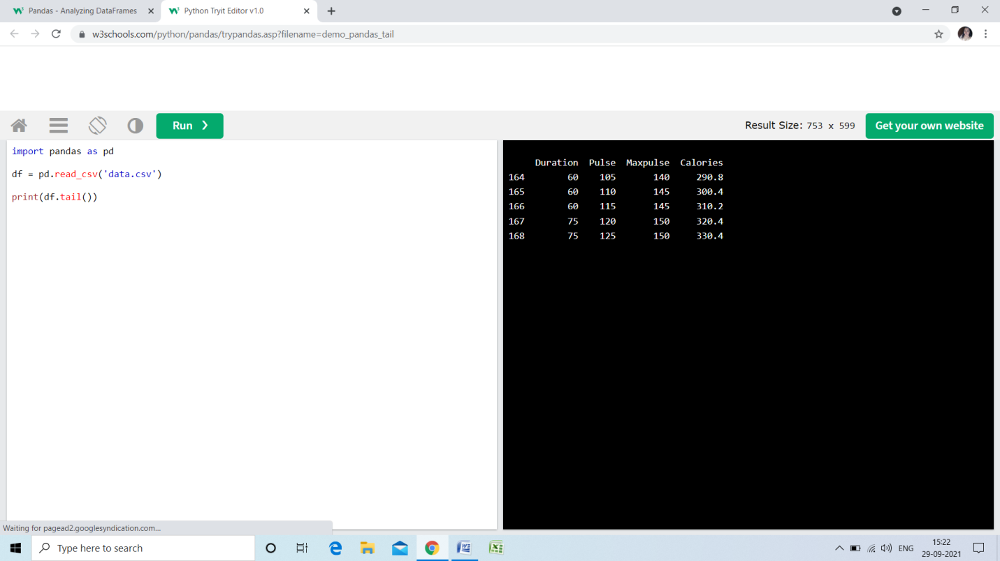 Pandas - Analyzing DataFrames
Python Tryit Editor v1.0
w3schools.com/python/pandas/trypandas.asp?filename=demo_pandas_tail
Run ❯
Result Size: 753 x 599
Get your own website
import pandas as pd
df = pd.read_csv('data.csv')
print(df.tail())
Duration Pulse Maxpulse Calories
164 60 105 140 290.8
165 60 110 145 300.4
166 60 115 145 310.2
167 75 120 150 320.4
168 75 125 150 330.4
Waiting for pagead2.googlesyndication.com...
Type here to search
ENG
15:22
29-09-2021